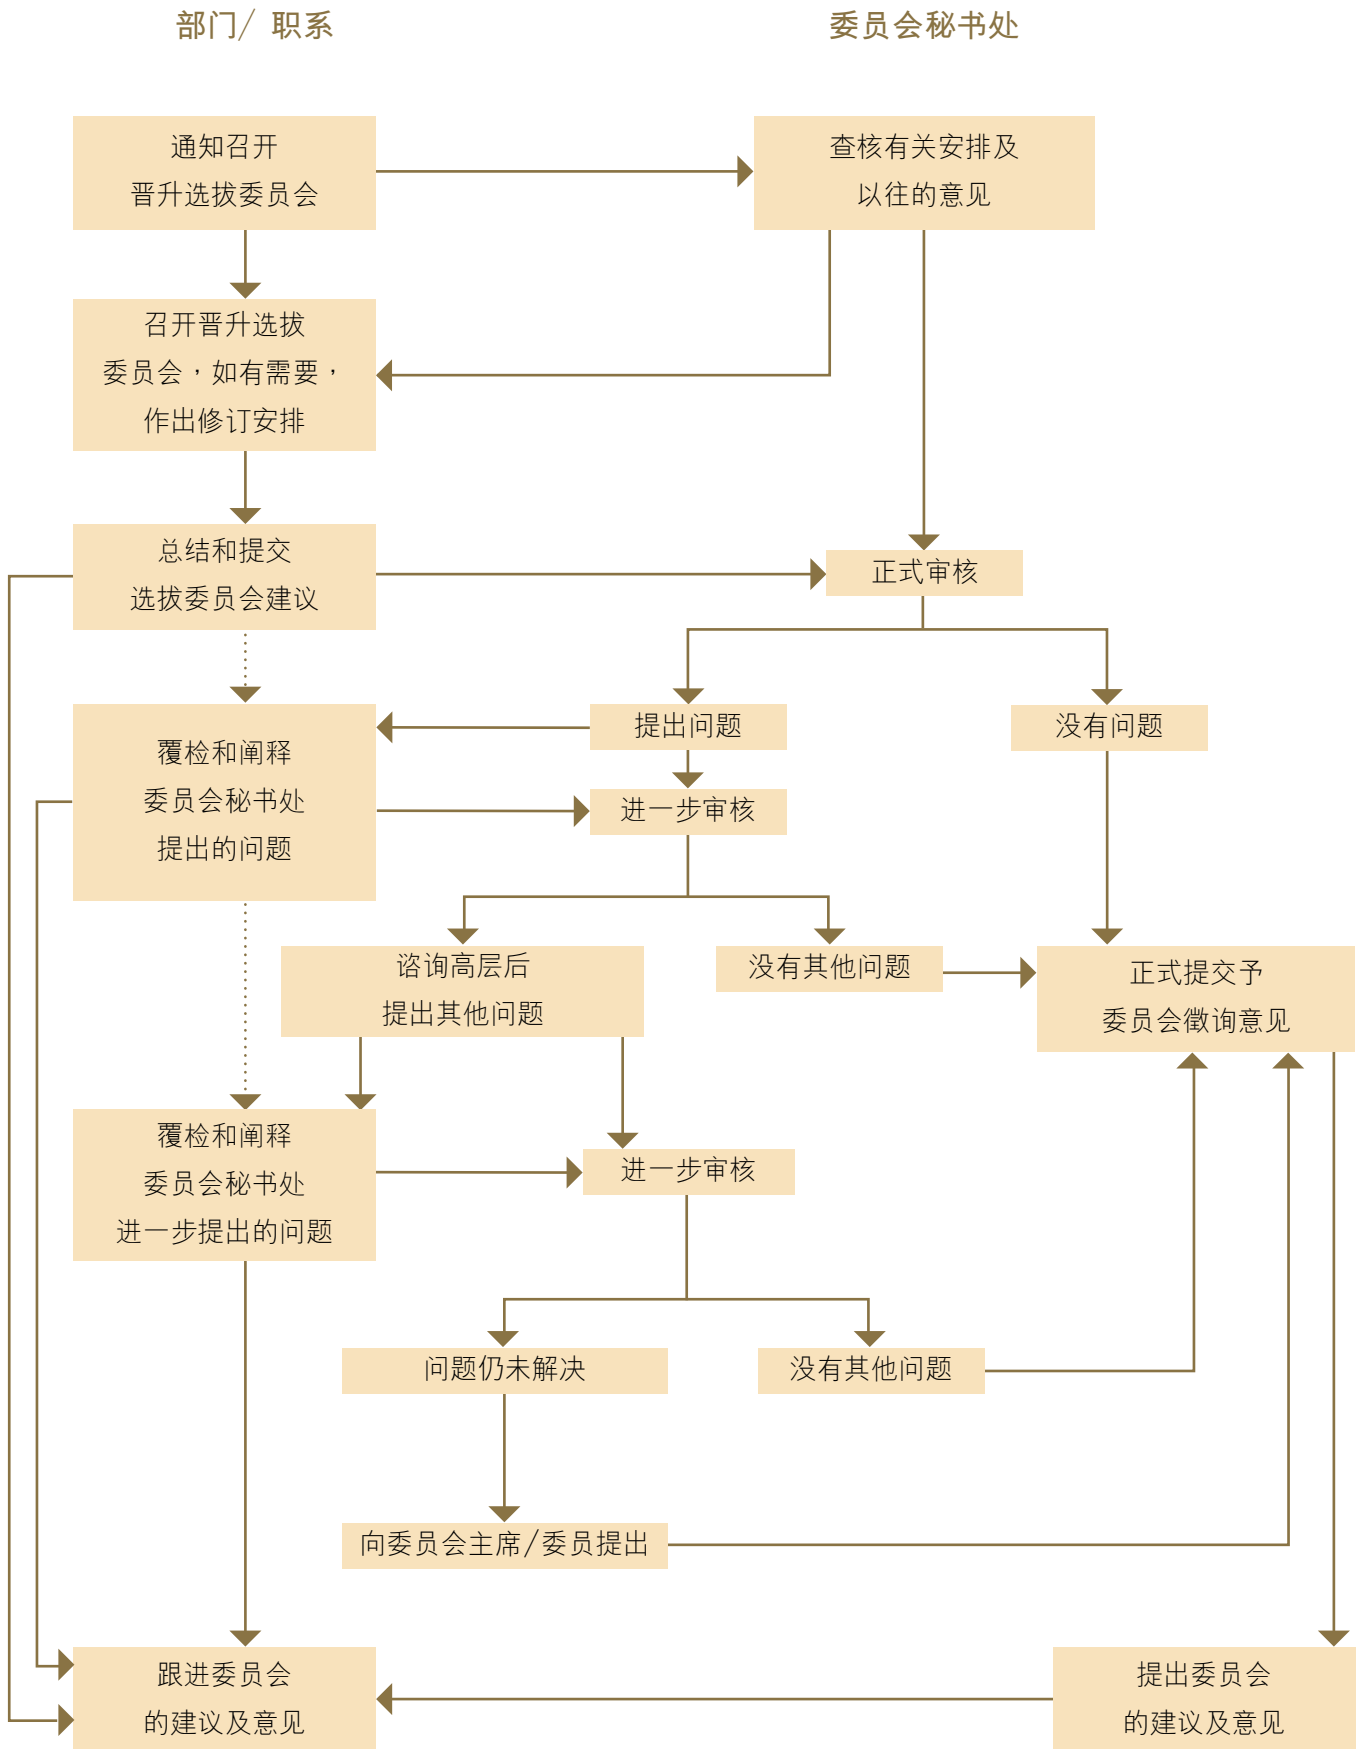 部门/ 职系
委员会秘书处
通知召开
晋升选拔委员会
查核有关安排及
以往的意见
召开晋升选拔
委员会，如有需要，
作出修订安排
总结和提交
选拔委员会建议
正式审核
提出问题
没有问题
覆检和阐释
委员会秘书处
提出的问题
进一步审核
谘询高层后
提出其他问题
没有其他问题
正式提交予
委员会徵询意见
覆检和阐释
委员会秘书处
进一步提出的问题
进一步审核
问题仍未解决
没有其他问题
向委员会主席/委员提出
跟进委员会
的建议及意见
提出委员会
的建议及意见